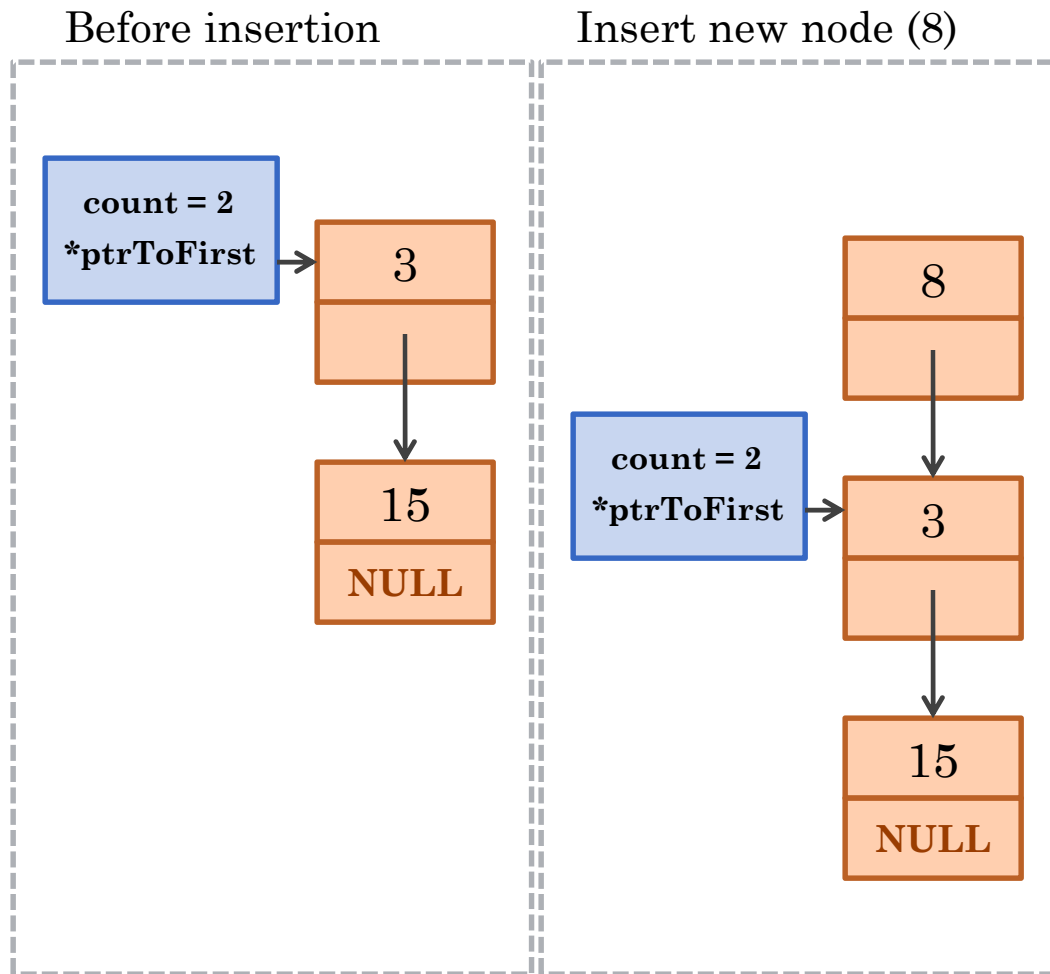 Before insertion
count = 2
*ptrToFirst
3
15
NULL
Insert new node (8)
8
count = 2
*ptrToFirst
3
15
NULL